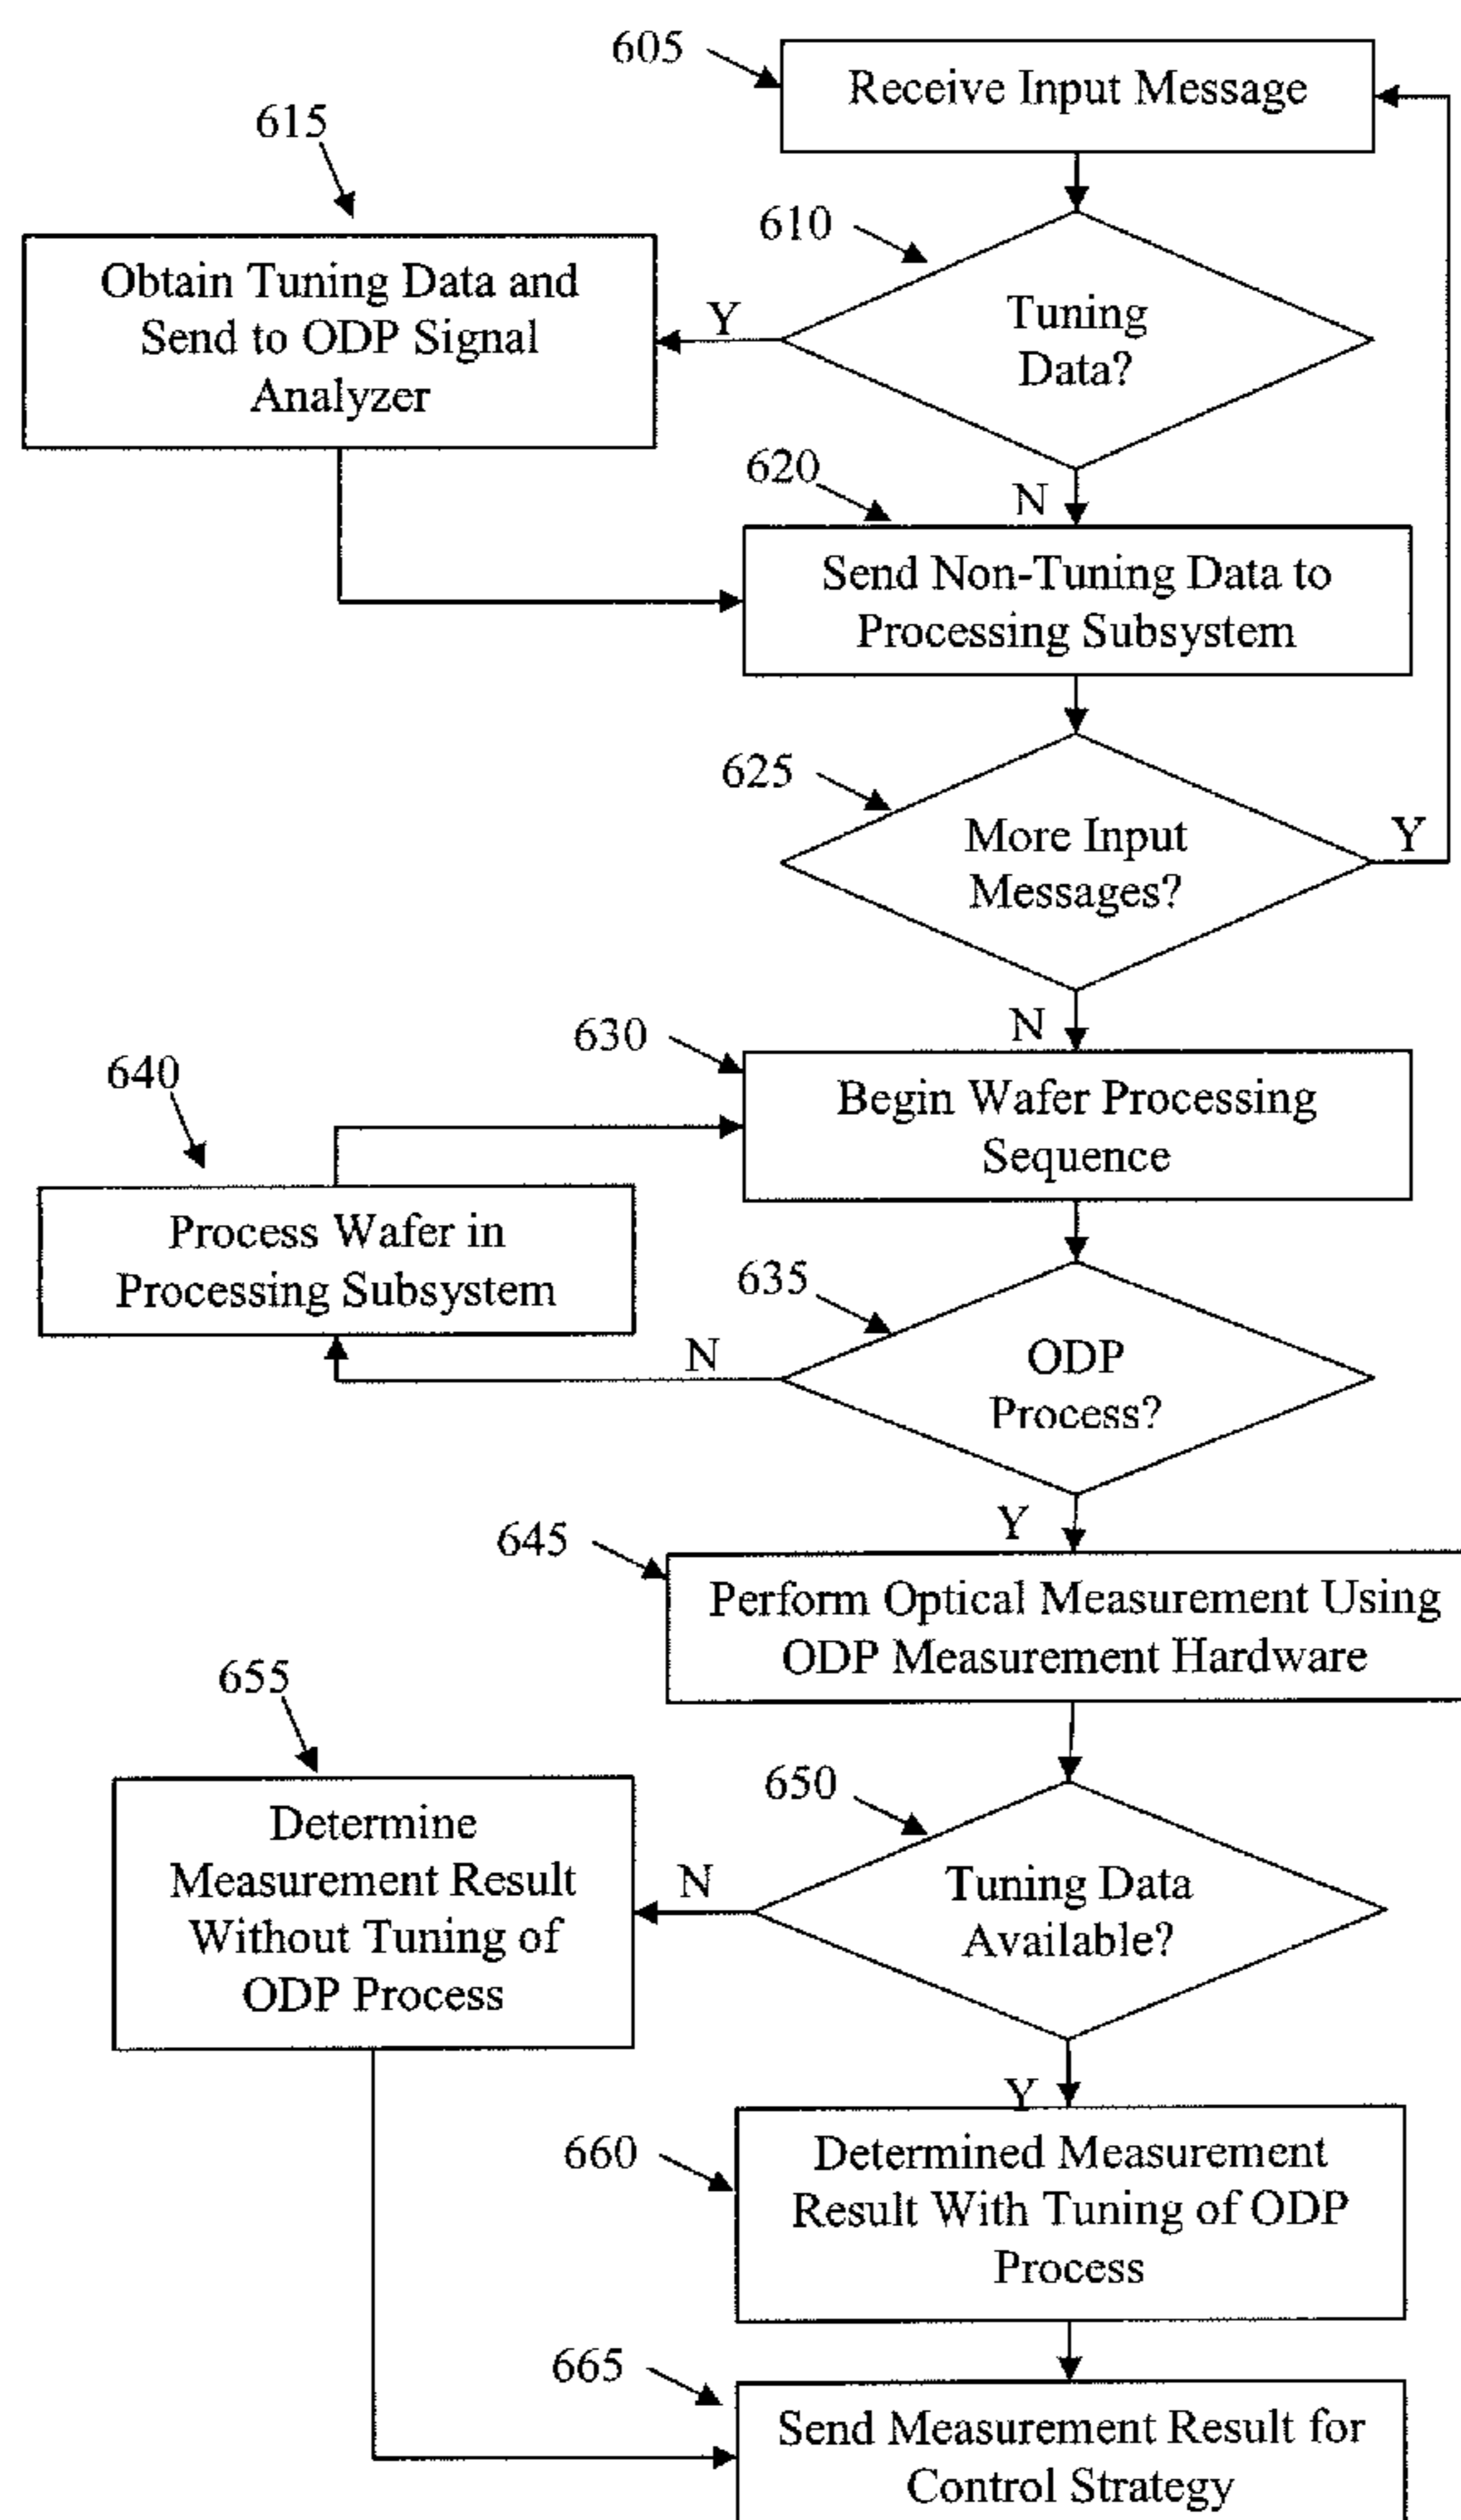 605
Receive Input Message
615
610
Obtain Tuning Data and
Send to ODP Signal
Analyzer
Y
Tuning
Data?
620
N
Send Non-Tuning Data to
Processing Subsystem
625
More Input
Messages?
Y
N
630
Begin Wafer Processing
Sequence
640
Process Wafer in
Processing Subsystem
635
N
ODP
Process?
Y
645
Perform Optical Measurement Using
ODP Measurement Hardware
655
650
Determine
Measurement Result
Without Tuning of
ODP Process
N
Tuning Data
Available?
Y
660
Determined Measurement
Result With Tuning of ODP
Process
665
Send Measurement Result for
Control Strategy